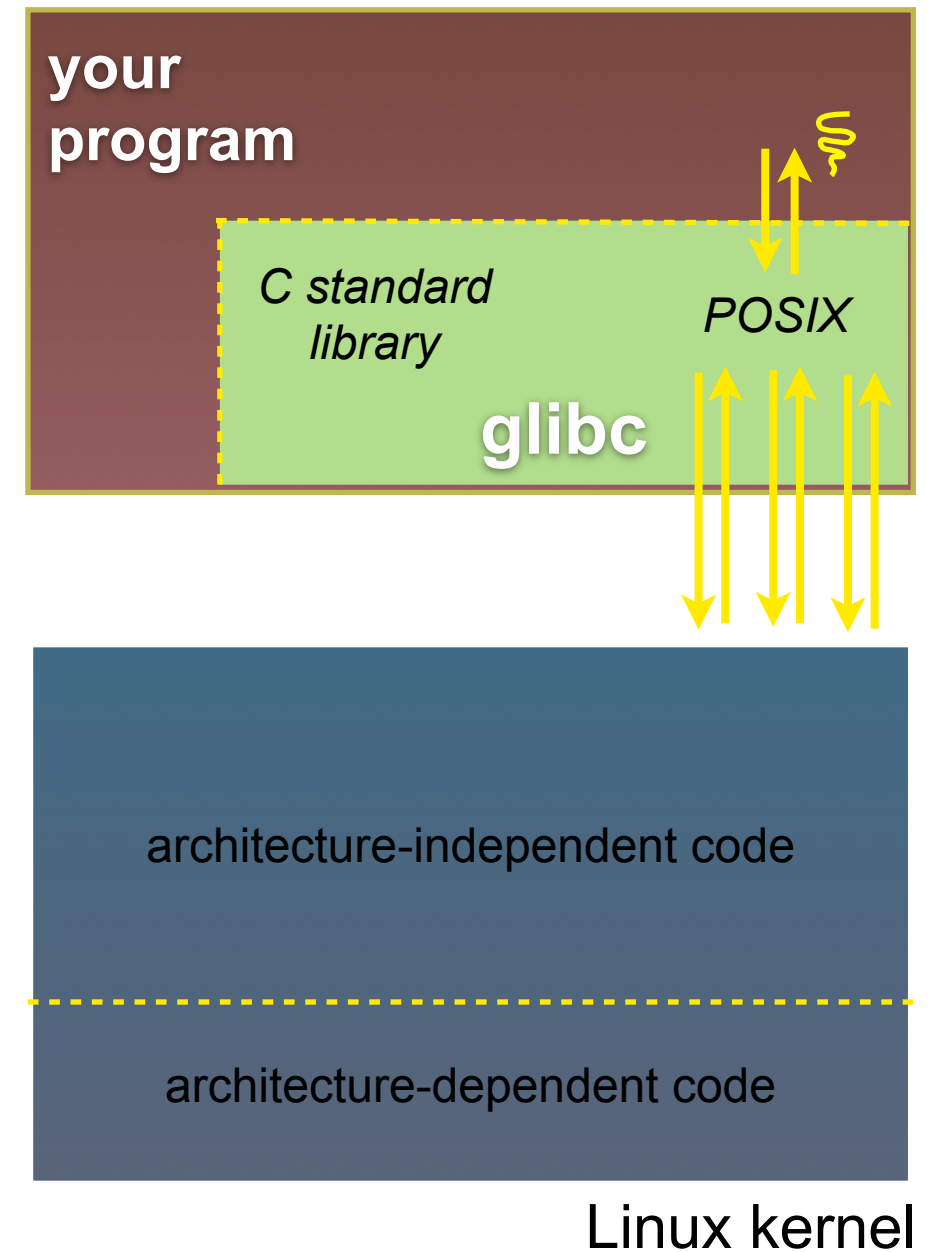 your
program
C standard
library
POSIX
glibc
architecture-independent code
architecture-dependent code
Linux kernel